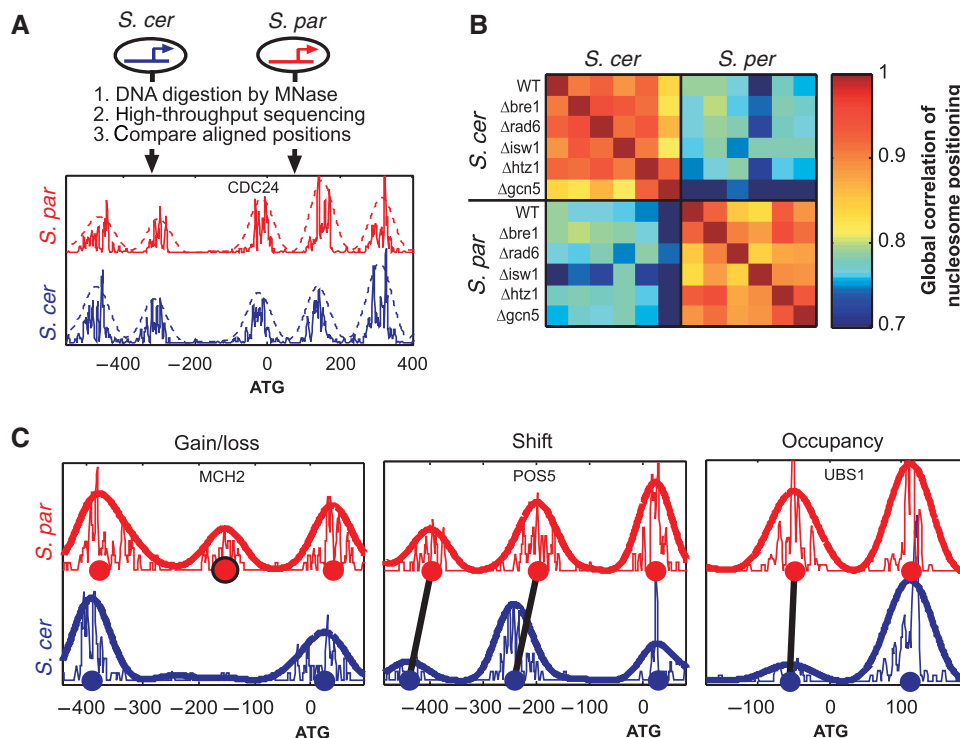 A
S. cer
S. par
1. DNA digestion by MNase
2. High-throughput sequencing
3. Compare aligned positions
CDC24
S. par
S. cer
−400
−200
0
200
400
ATG
B
S. cer
S. per
S. cer
WT
Δbre1
Δrad6
Δisw1
Δhtz1
Δgcn5
S. par
WT
Δbre1
Δrad6
Δisw1
Δhtz1
Δgcn5
1
0.9
0.8
0.7
Global correlation of
nucleosome positioning
C
Gain/loss
Shift
Occupancy
MCH2
POS5
UBS1
S. par
S. cer
−400 −300 −200 −100 0
ATG
−400 −300 −200 −100 0
ATG
−100 0 100
ATG